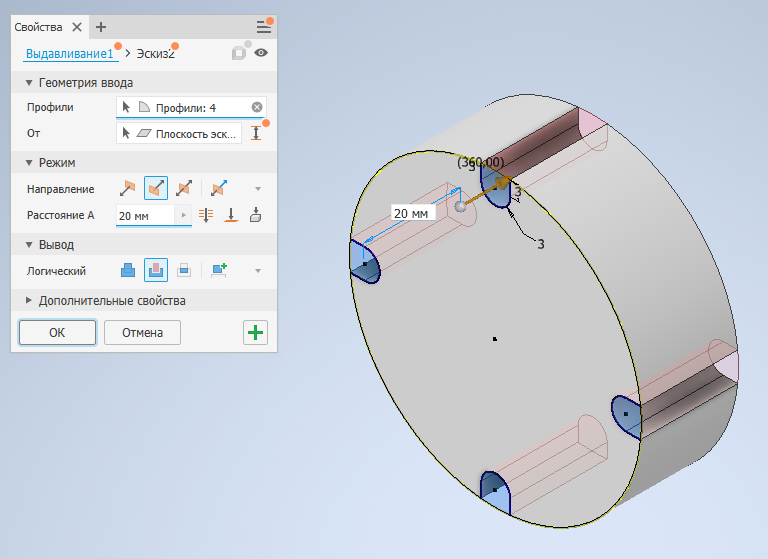 Свойства
Выдавливание1 > Эскиз2
Геометрия ввода
Профили
Профили: 4
От
Плоскость эск...
Режим
Направление
Расстояние A
20 мм
Вывод
Логический
Дополнительные свойства
ОК
Отмена
(360,00)
3
3
20 мм
3